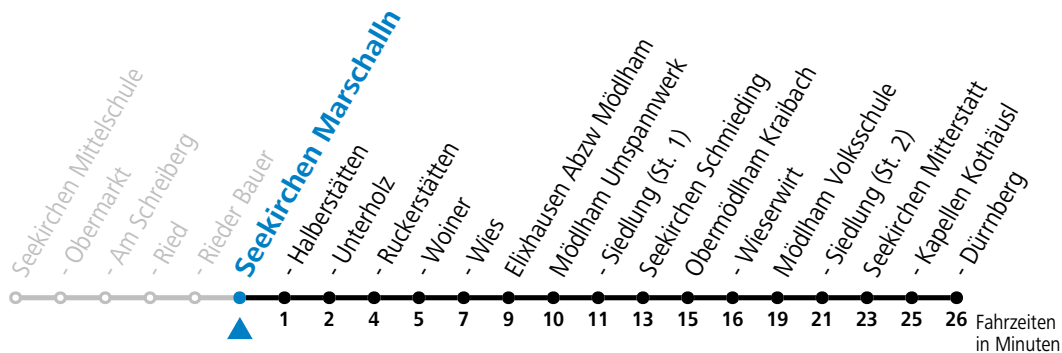 Seekirchen Mittelschule
- Obermarkt
- Am Schreiberg
- Ried
- Rieder Bauer
Seekirchen Marschalln
- Halberstätten
- Unterholz
- Ruckerstätten
- Woiner
- Wies
Elixhausen Abzw Mödlham
Mödlham Umspannwerk
- Siedlung (St. 1)
Seekirchen Schmieding
Obermödlham Kraibach
- Wieserwirt
Mödlham Volksschule
- Siedlung (St. 2)
Seekirchen Mitterstatt
- Kapellen Kothäusl
- Dürrnberg
1 2 4 5 7 9 10 11 13 15 16 19 21 23 25 26 Fahrzeiten
in Minuten